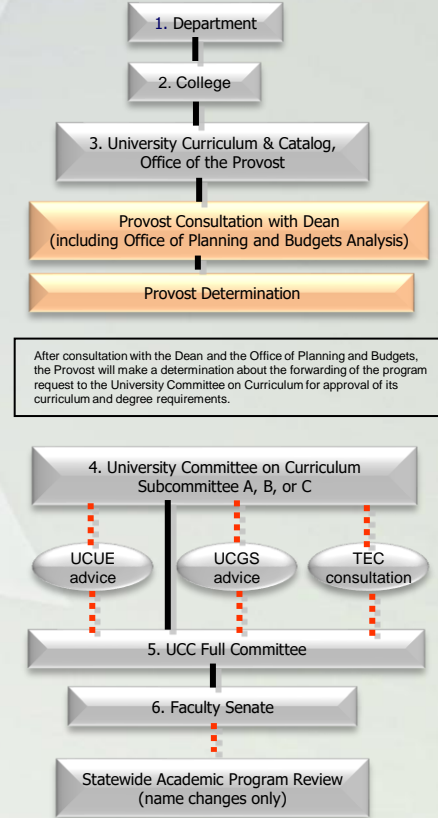 1. Department
2. College
3. University Curriculum & Catalog,
Office of the Provost
Provost Consultation with Dean
(including Office of Planning and Budgets Analysis)
Provost Determination
After consultation with the Dean and the Office of Planning and Budgets,
the Provost will make a determination about the forwarding of the program
request to the University Committee on Curriculum for approval of its
curriculum and degree requirements.
4. University Committee on Curriculum
Subcommittee A, B, or C
UCUE
advice
UCGS
advice
TEC
consultation
5. UCC Full Committee
6. Faculty Senate
Statewide Academic Program Review
(name changes only)